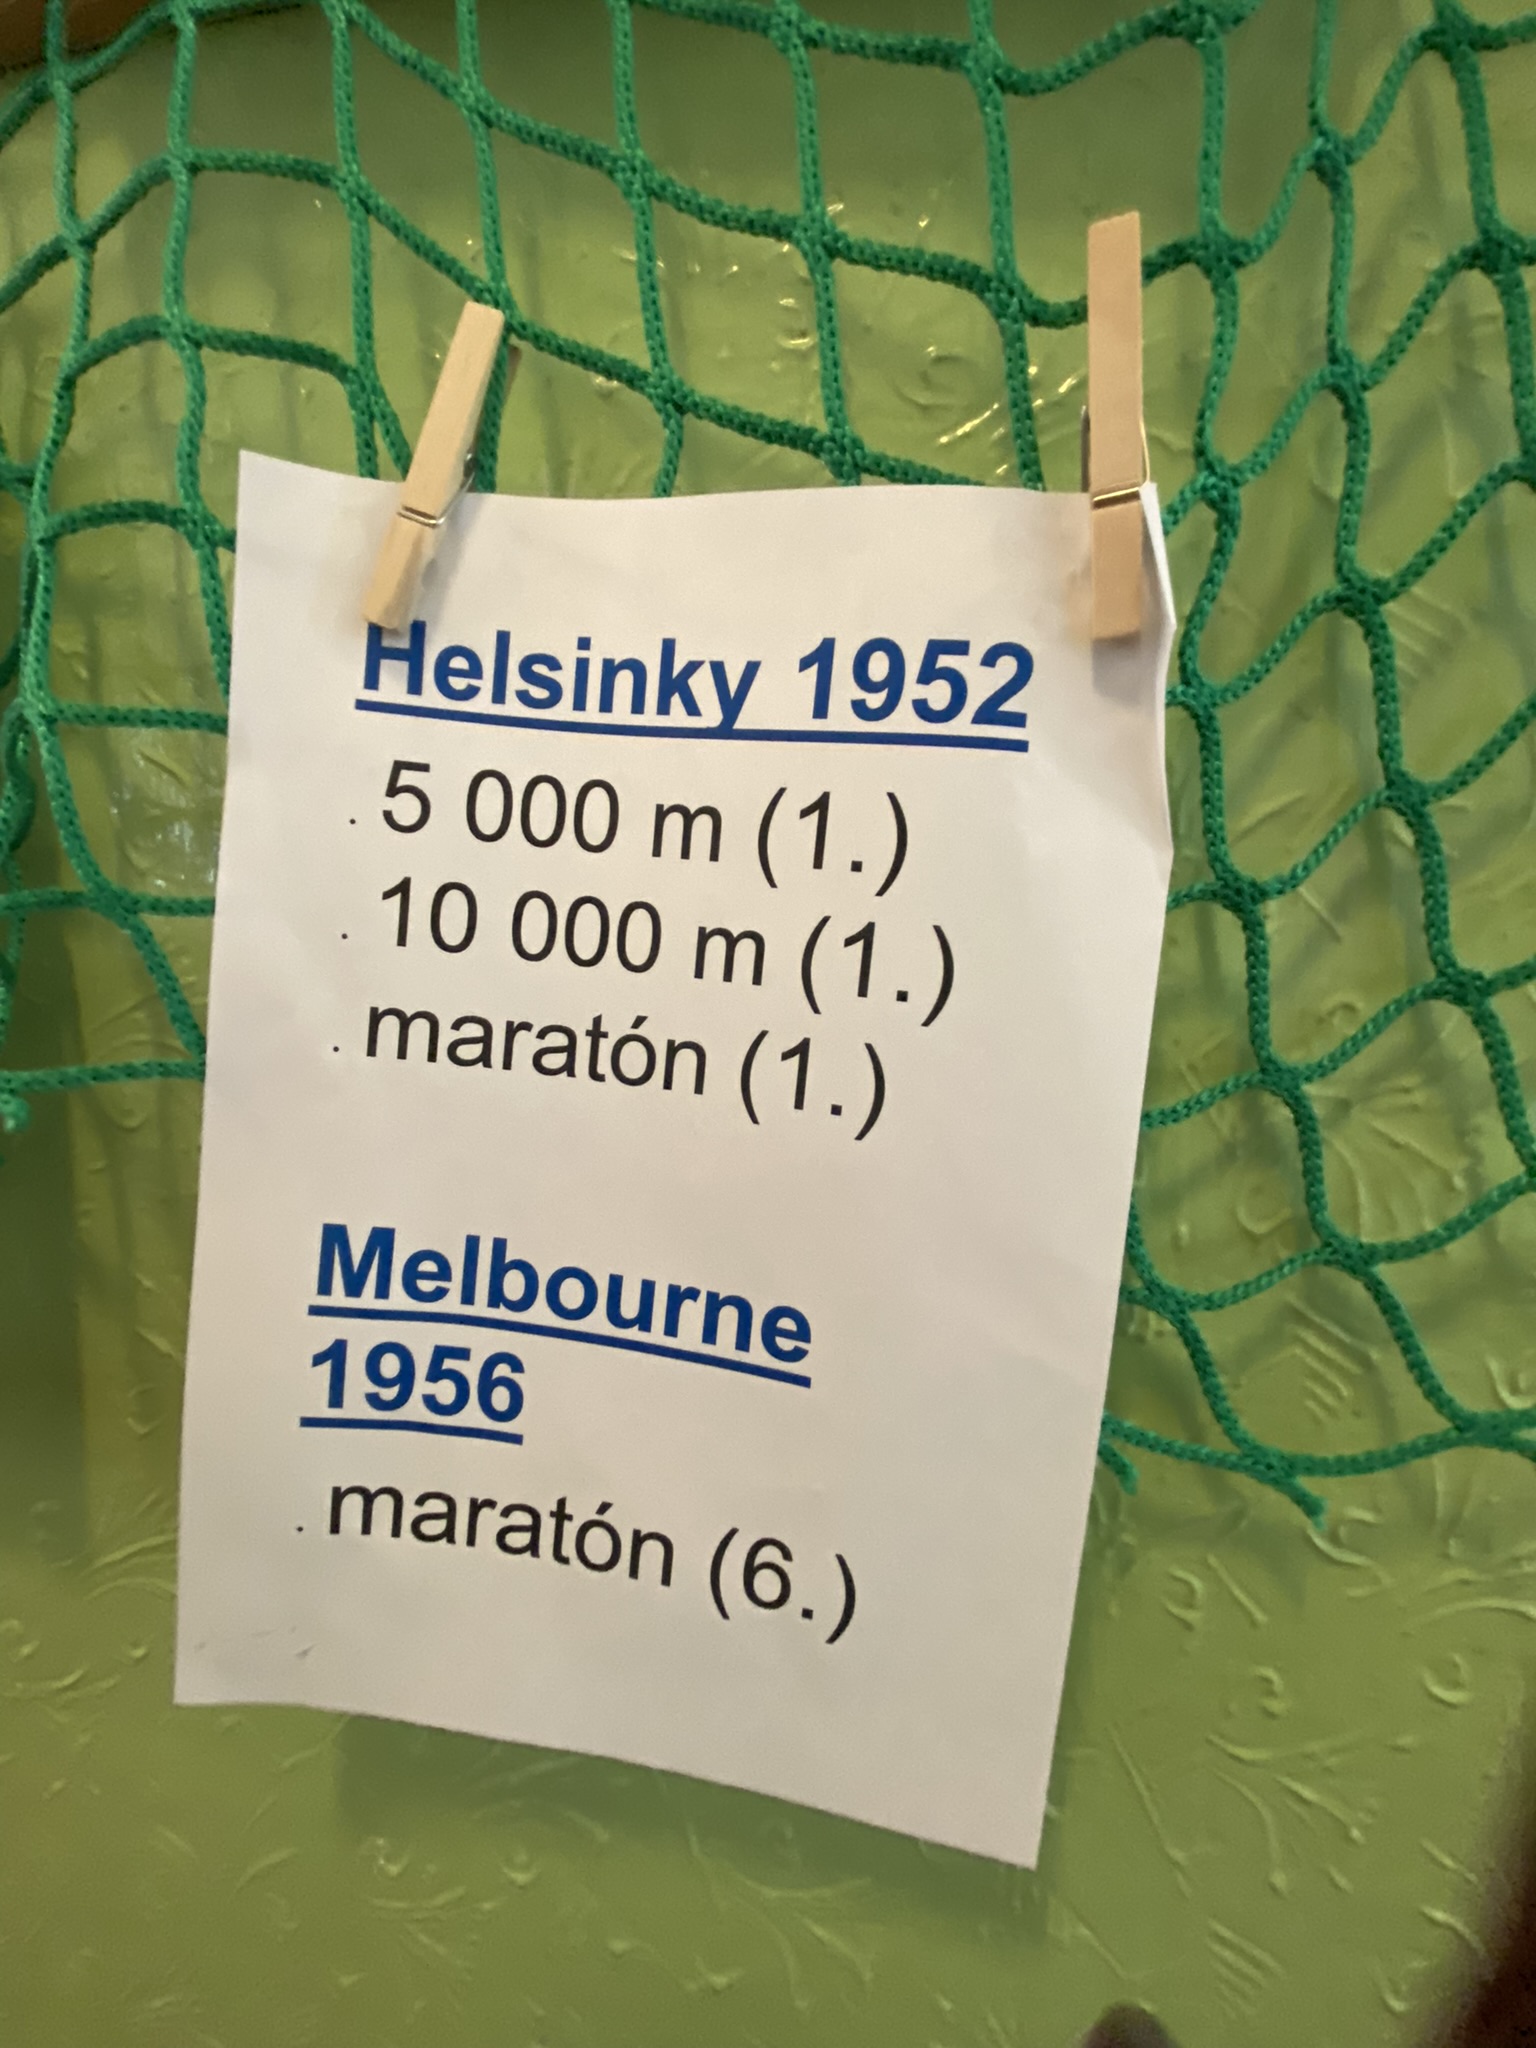 Helsinky 1952
. 5 000 m (1.)
. 10 000 m (1.)
. maratón (1.)
Melbourne
1956
. maratón (6.)